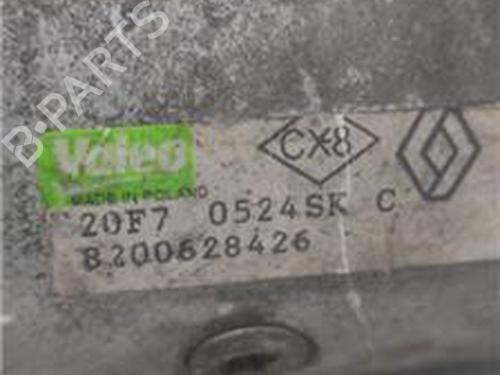 B-PARTS
Valeo
MADE IN POLAND
CX8
20F7 0524SK C
8200628426